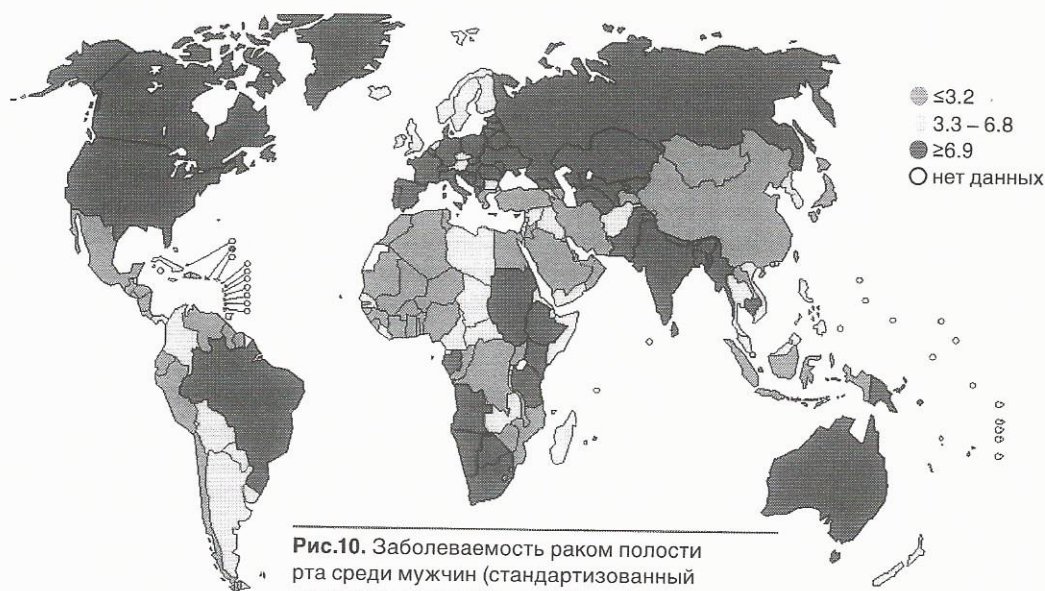 ≤3.2
3.3 – 6.8
≥6.9
нет данных
Рис.10. Заболеваемость раком полости
рта среди мужчин (стандартизованный